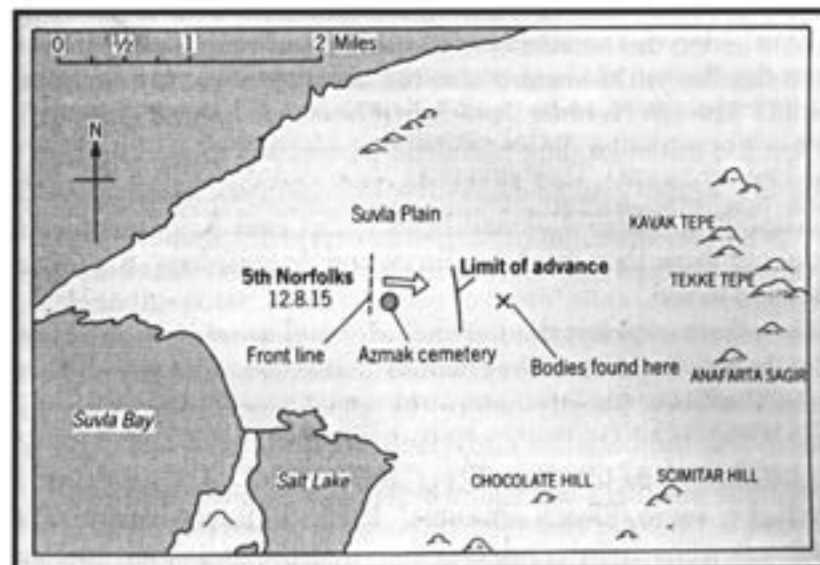 0 ½ 1 2 Miles
N
Suvla Plain
KAVAK TEPE
5th Norfolks
12.8.15
Limit of advance
TEKKE TEPE
Front line
Azmak cemetery
Bodies found here
ANAFARTA SAGIR
Suvla Bay
Salt Lake
CHOCOLATE HILL
SCIMITAR HILL